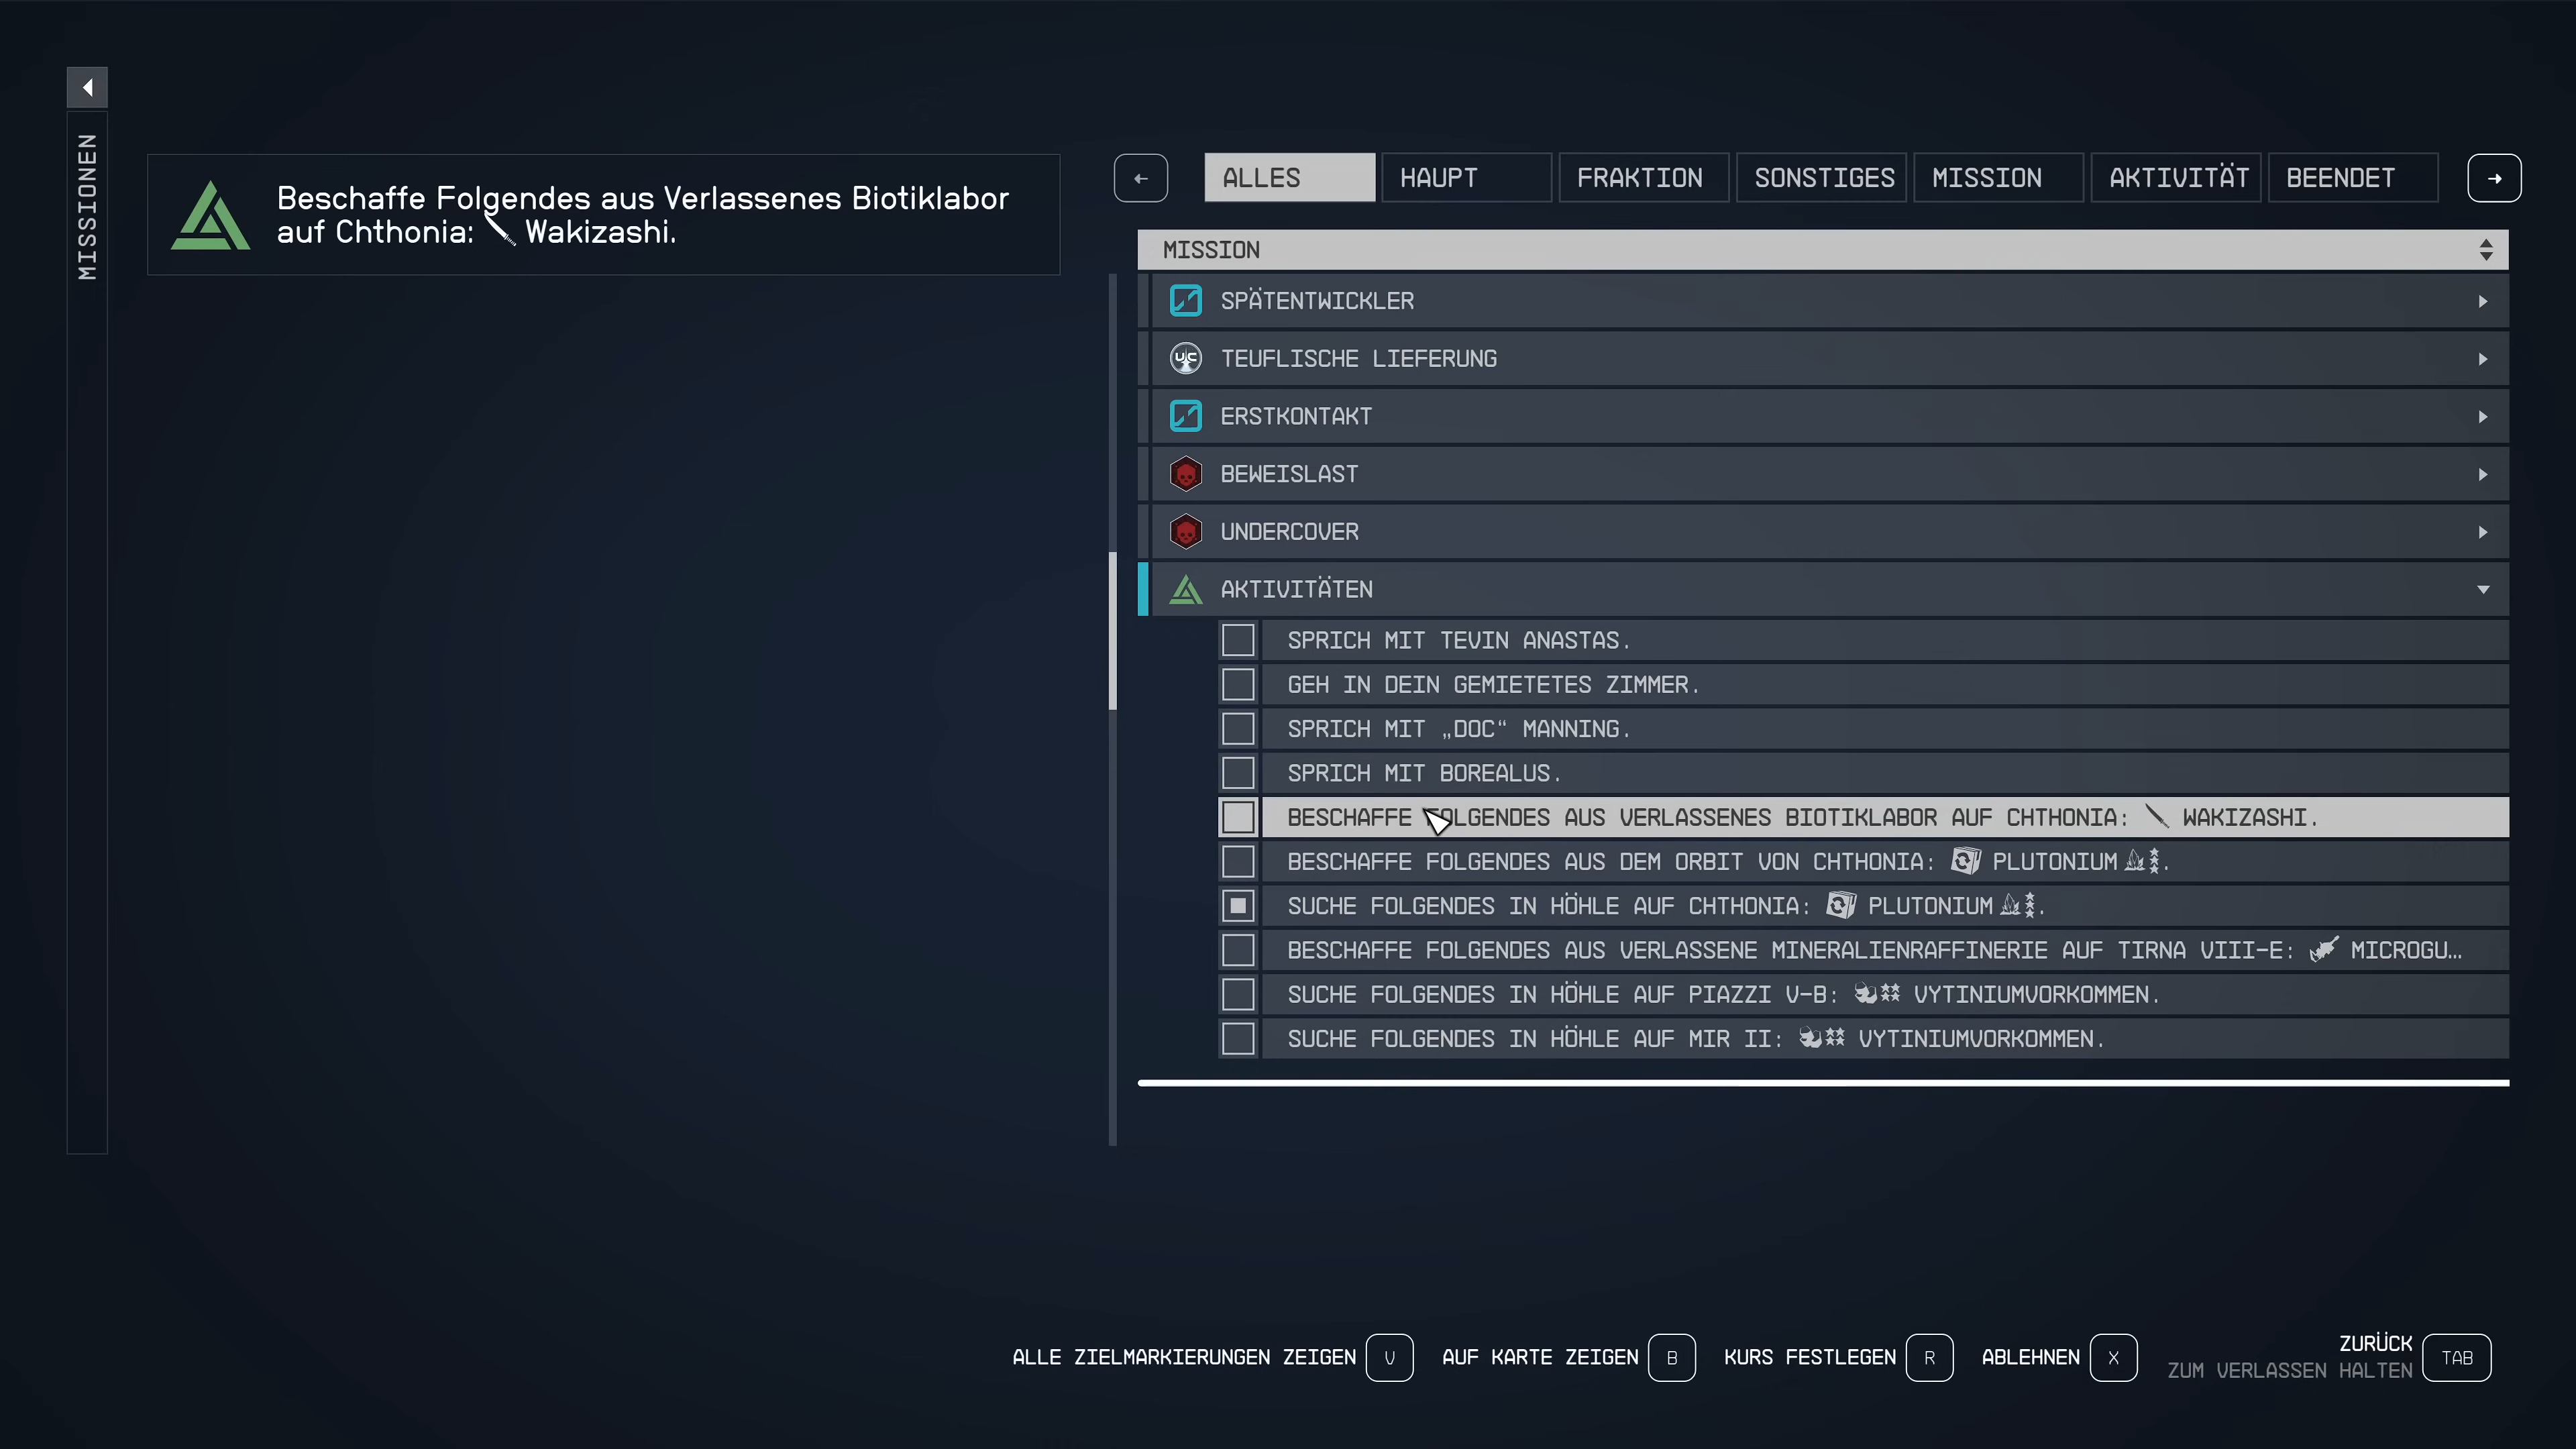 MISSIONEN
Beschaffe Folgendes aus Verlassenes Biotiklabor
auf Chthonia: Wakizashi.
ALLES
HAUPT
FRAKTION
SONSTIGES
MISSION
AKTIVITÄT
BEENDET
MISSION
SPÄTENTWICKLER
UC
TEUFLISCHE LIEFERUNG
ERSTKONTAKT
BEWEISLAST
UNDERCOVER
AKTIVITÄTEN
SPRICH MIT TEVIN ANASTAS.
GEH IN DEIN GEMIETETES ZIMMER.
SPRICH MIT „DOC“ MANNING.
SPRICH MIT BOREALUS.
BESCHAFFE FOLGENDES AUS VERLASSENES BIOTIKLABOR AUF CHTHONIA: WAKIZASHI.
BESCHAFFE FOLGENDES AUS DEM ORBIT VON CHTHONIA: PLUTONIUM.
SUCHE FOLGENDES IN HÖHLE AUF CHTHONIA: PLUTONIUM.
BESCHAFFE FOLGENDES AUS VERLASSENE MINERALIENRAFFINERIE AUF TIRNA VIII-E: MICROGU...
SUCHE FOLGENDES IN HÖHLE AUF PIAZZI V-B: VYTINIUMVORKOMMEN.
SUCHE FOLGENDES IN HÖHLE AUF MIR II: VYTINIUMVORKOMMEN.
ALLE ZIELMARKIERUNGEN ZEIGEN V
AUF KARTE ZEIGEN B
KURS FESTLEGEN R
ABLEHNEN X
ZURÜCK
ZUM VERLASSEN HALTEN
TAB